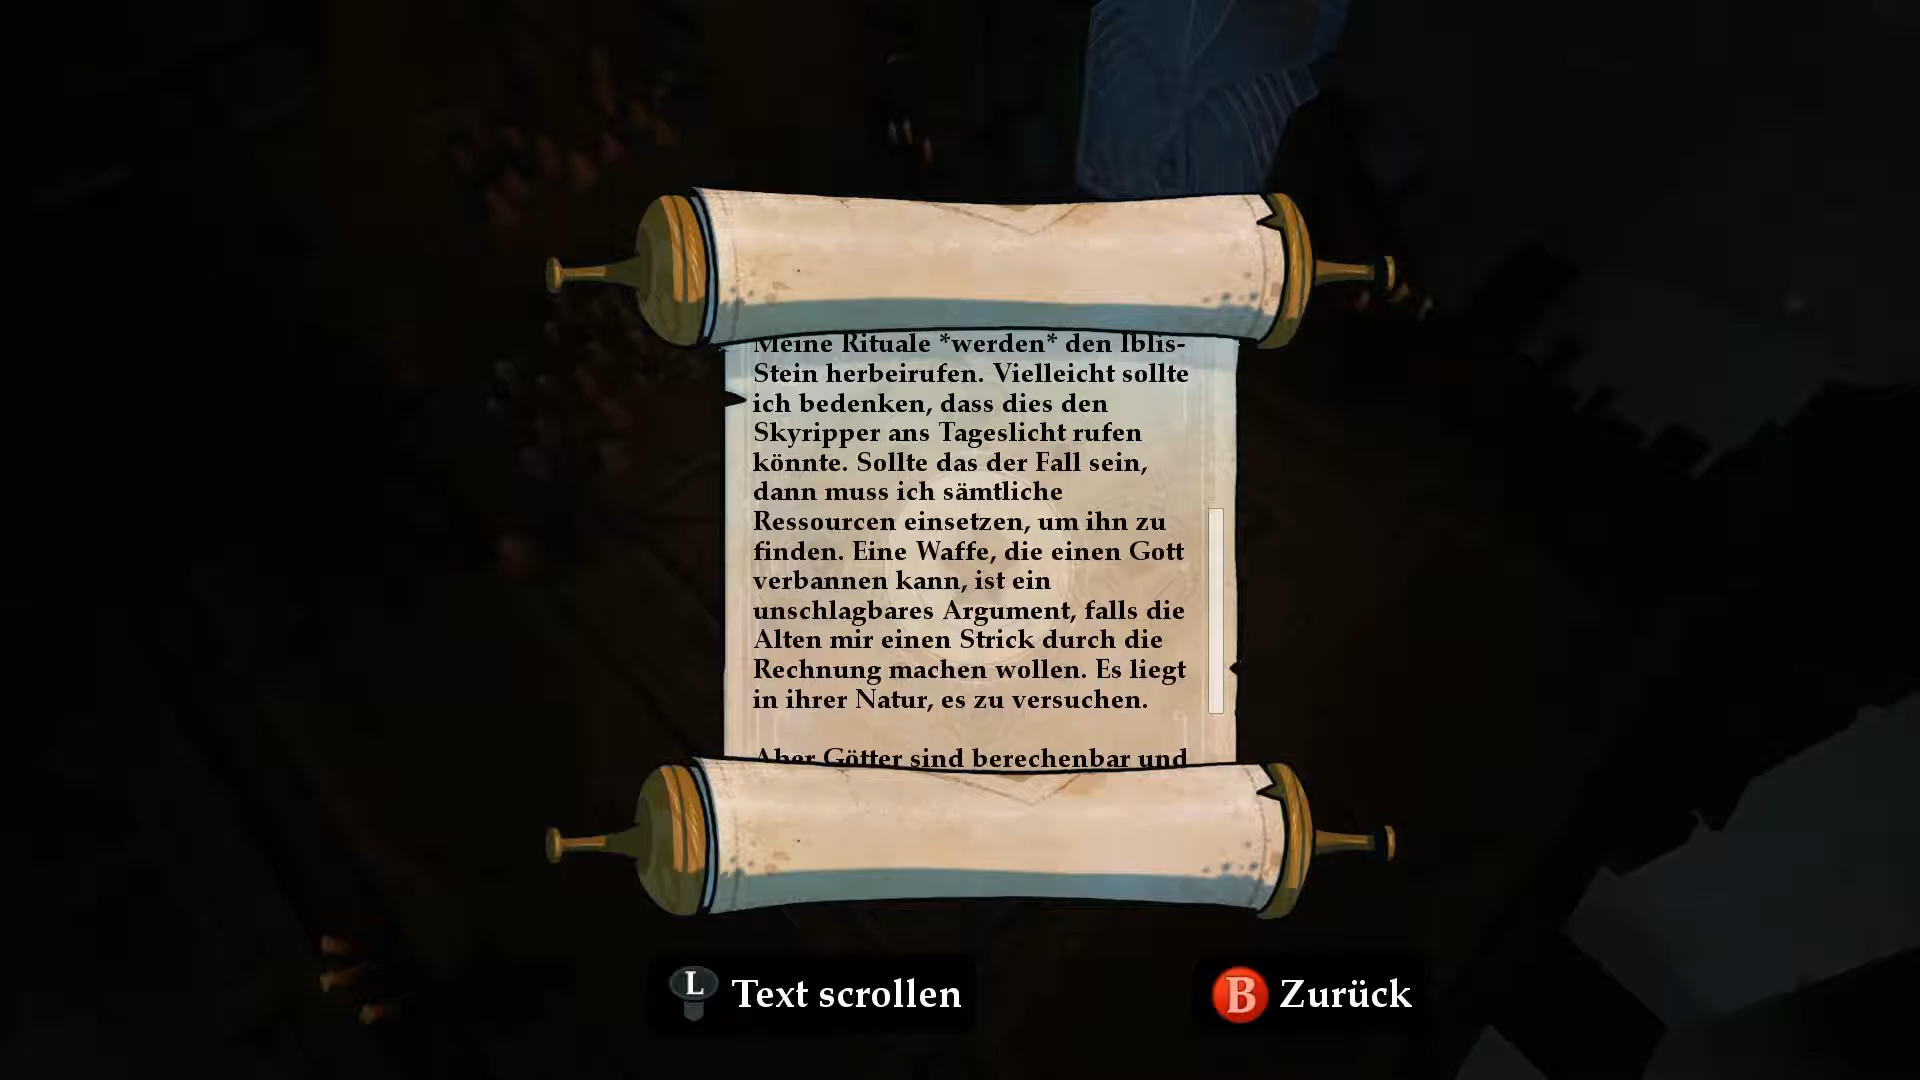 Meine Rituale *werden* den Iblis-
Stein herbeirufen. Vielleicht sollte
ich bedenken, dass dies den
Skyripper ans Tageslicht rufen
könnte. Sollte das der Fall sein,
dann muss ich sämtliche
Ressourcen einsetzen, um ihn zu
finden. Eine Waffe, die einen Gott
verbannen kann, ist ein
unschlagbares Argument, falls die
Alten mir einen Strick durch die
Rechnung machen wollen. Es liegt
in ihrer Natur, es zu versuchen.
Aber Götter sind berechenbar und
L Text scrollen
B Zurück